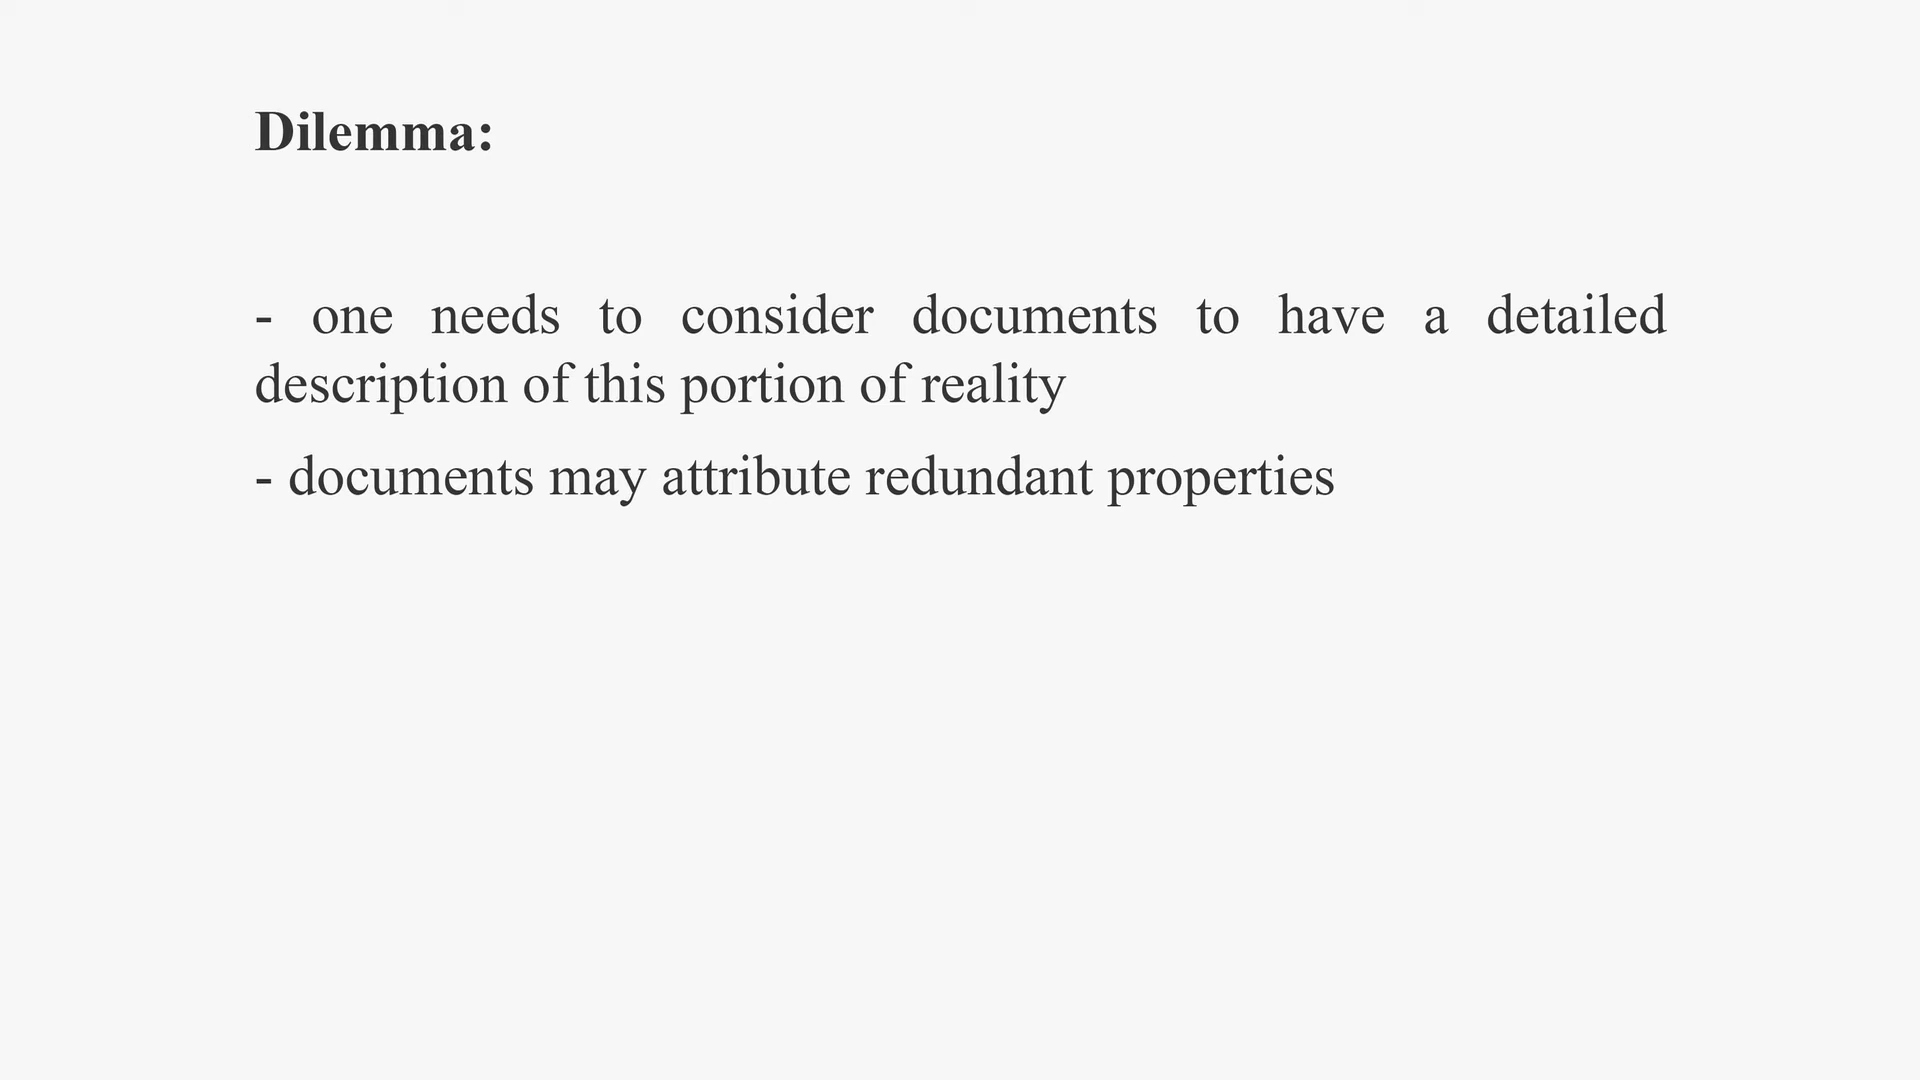 Dilemma:
- one needs to consider documents to have a detailed
description of this portion of reality
- documents may attribute redundant properties